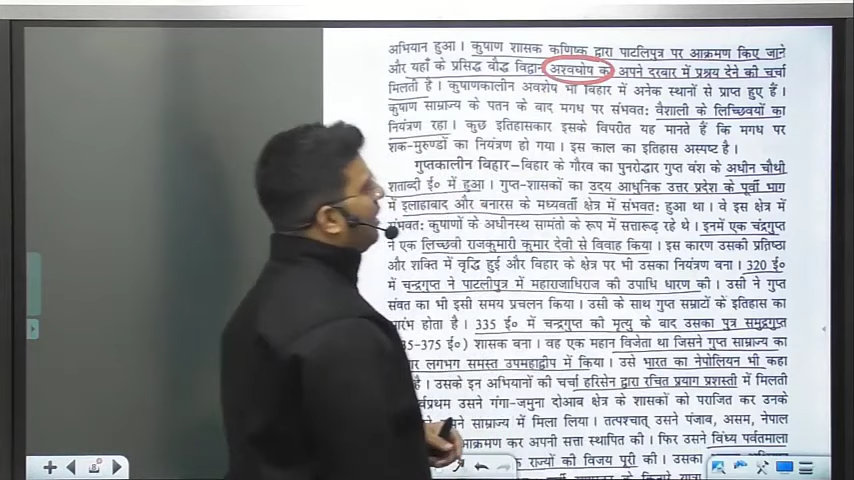 अभियान हुआ। कुषाण शासक कणिष्क द्वारा पाटलिपुत्र पर आक्रमण किए जाने
और यहाँ के प्रसिद्ध बौद्ध विद्वान अश्वघोष को अपने दरबार में प्रश्रय देने की चर्चा
मिलती है। कुषाणकालीन अवशेष भी बिहार में अनेक स्थानों से प्राप्त हुए हैं।
कुषाण साम्राज्य के पतन के बाद मगध पर संभवत: वैशाली के लिच्छिवयों का
नियंत्रण रहा। कुछ इतिहासकार इसके विपरीत यह मानते हैं कि मगध पर
शक-मुरुण्डों का नियंत्रण हो गया। इस काल का इतिहास अस्पष्ट है।
गुप्तकालीन विहार–बिहार के गौरव का पुनरोद्धार गुप्त वंश के अधीन चौथी
शताब्दी ई० में हुआ। गुप्त-शासकों का उदय आधुनिक उत्तर प्रदेश के पूर्वी भाग
में इलाहाबाद और बनारस के मध्यवर्ती क्षेत्र में संभवत: हुआ था। वे इस क्षेत्र में
संभवत: कुषाणों के अधीनस्थ सामंतो के रूप में सत्तारूढ़ रहे थे। इनमें एक चंद्रगुप्त
ने एक लिच्छवी राजकुमारी कुमार देवी से विवाह किया। इस कारण उसकी प्रतिष्ठा
और शक्ति में वृद्धि हुई और विहार के क्षेत्र पर भी उसका नियंत्रण बना। 320 ई०
में चन्द्रगुप्त ने पाटलीपुत्र में महाराजाधिराज की उपाधि धारण की। उसी ने गुप्त
संवत का भी इसी समय प्रचलन किया। उसी के साथ गुप्त सम्राटों के इतिहास का
होता है। 335 ई० में चन्द्रगुप्त की मृत्यु के बाद उसका पुत्र समुद्रगुप्त
35-375 ई०) शासक बना। वह एक महान विजेता था जिसने गुप्त साम्राज्य का
लगभग समस्त उपमहाद्वीप में किया। उसे भारत का नेपोलियन भी कहा
है। उसके इन अभियानों की चर्चा हरिसेन द्वारा रचित प्रयाग प्रशस्ती में मिलती
उसने गंगा-जमुना दोआब क्षेत्र के शासकों को पराजित कर उनके
साम्राज्य में मिला लिया। तत्पश्चात् उसने पंजाब, असम, नेपाल
आक्रमण कर अपनी सत्ता स्थापित की। फिर उसने विंध्य पर्वतमाला
राज्यों की विजय पूरी की। उसका